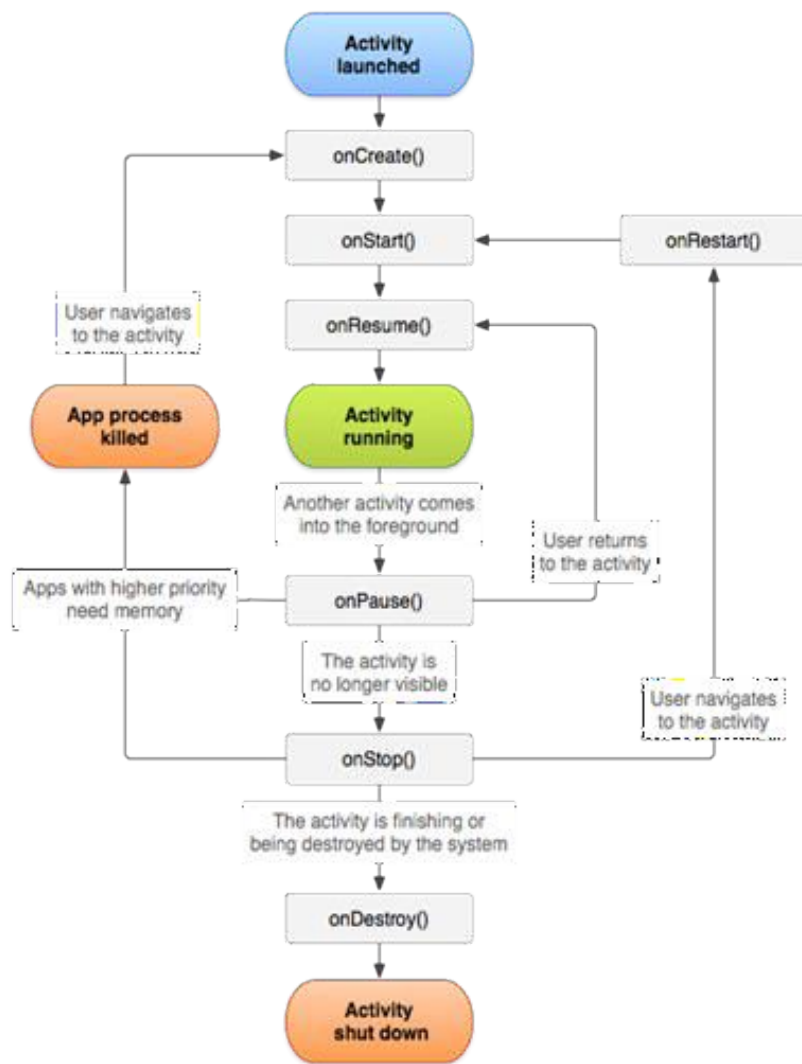 Activity
launched
onCreate()
onStart()
onRestart()
User navigates
to the activity
onResume()
App process
killed
Activity
running
Another activity comes
into the foreground
User returns
to the activity
Apps with higher priority
need memory
onPause()
The activity is
no longer visible
User navigates
to the activity
onStop()
The activity is finishing or
being destroyed by the system
onDestroy()
Activity
shut down